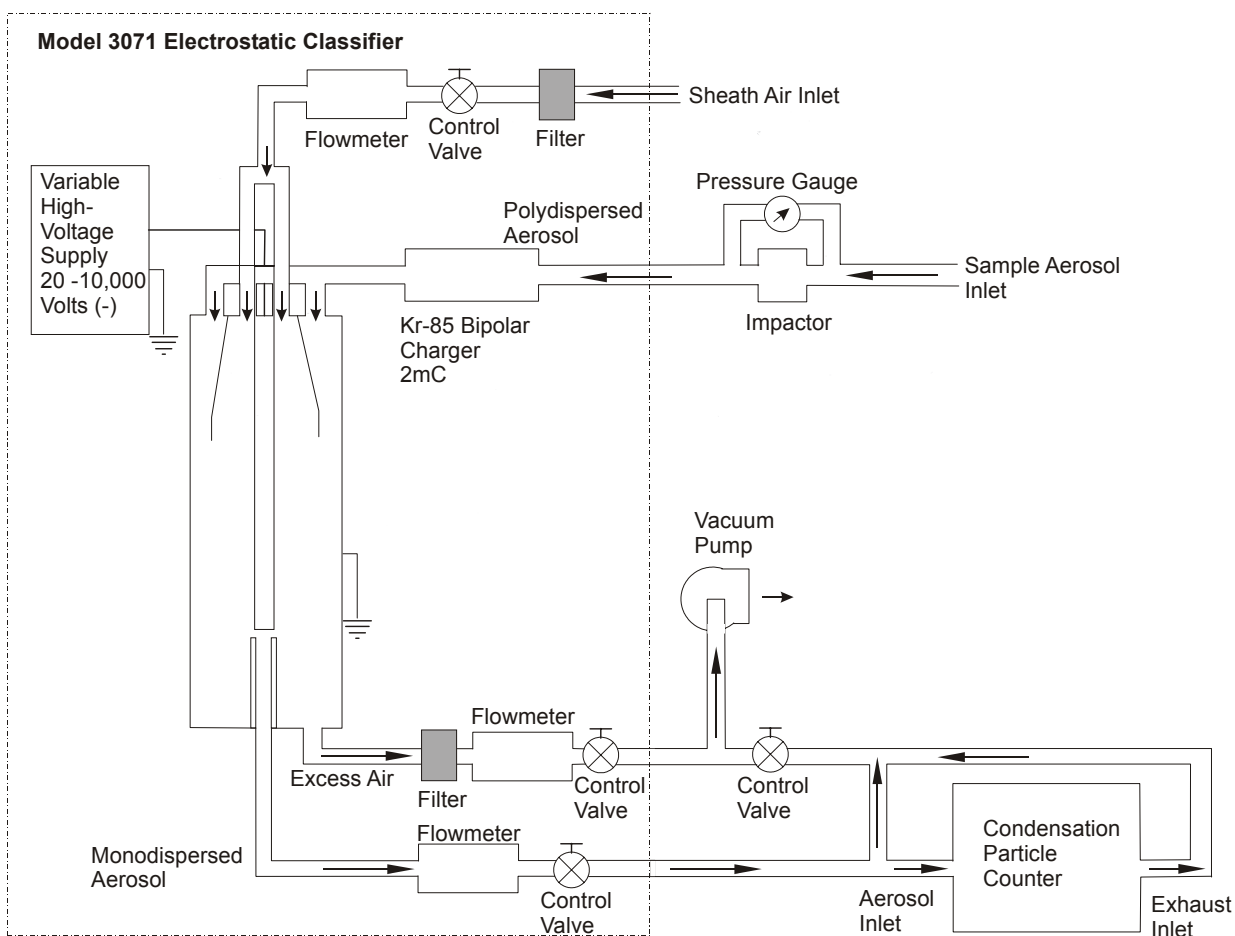 Model 3071 Electrostatic Classifier
Sheath Air Inlet
Flowmeter
Control
Valve
Filter
Variable
High-
Voltage
Supply
20 -10,000
Volts (-)
Pressure Gauge
Polydispersed
Aerosol
Sample Aerosol
Inlet
Kr-85 Bipolar
Charger
2mC
Impactor
Vacuum
Pump
Flowmeter
Excess Air
Filter
Control
Valve
Control
Valve
Flowmeter
Monodispersed
Aerosol
Control
Valve
Condensation
Particle
Counter
Aerosol
Inlet
Exhaust
Inlet